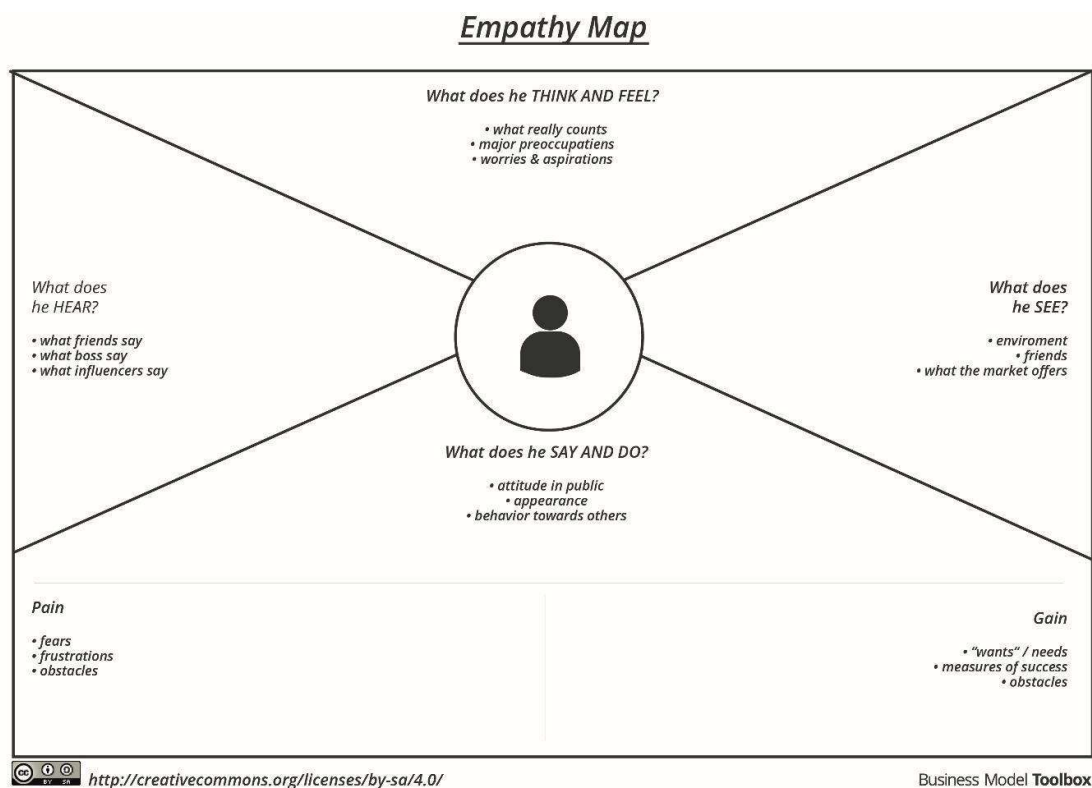 Empathy Map
What does he THINK AND FEEL?
• what really counts
• major preoccupatiens
• worries & aspirations
What does
he HEAR?
• what friends say
• what boss say
• what influencers say
What does
he SEE?
• enviroment
• friends
• what the market offers
What does he SAY AND DO?
• attitude in public
• appearance
• behavior towards others
Pain
• fears
• frustrations
• obstacles
Gain
• “wants” / needs
• measures of success
• obstacles
cc BY SA
http://creativecommons.org/licenses/by-sa/4.0/
Business Model Toolbox